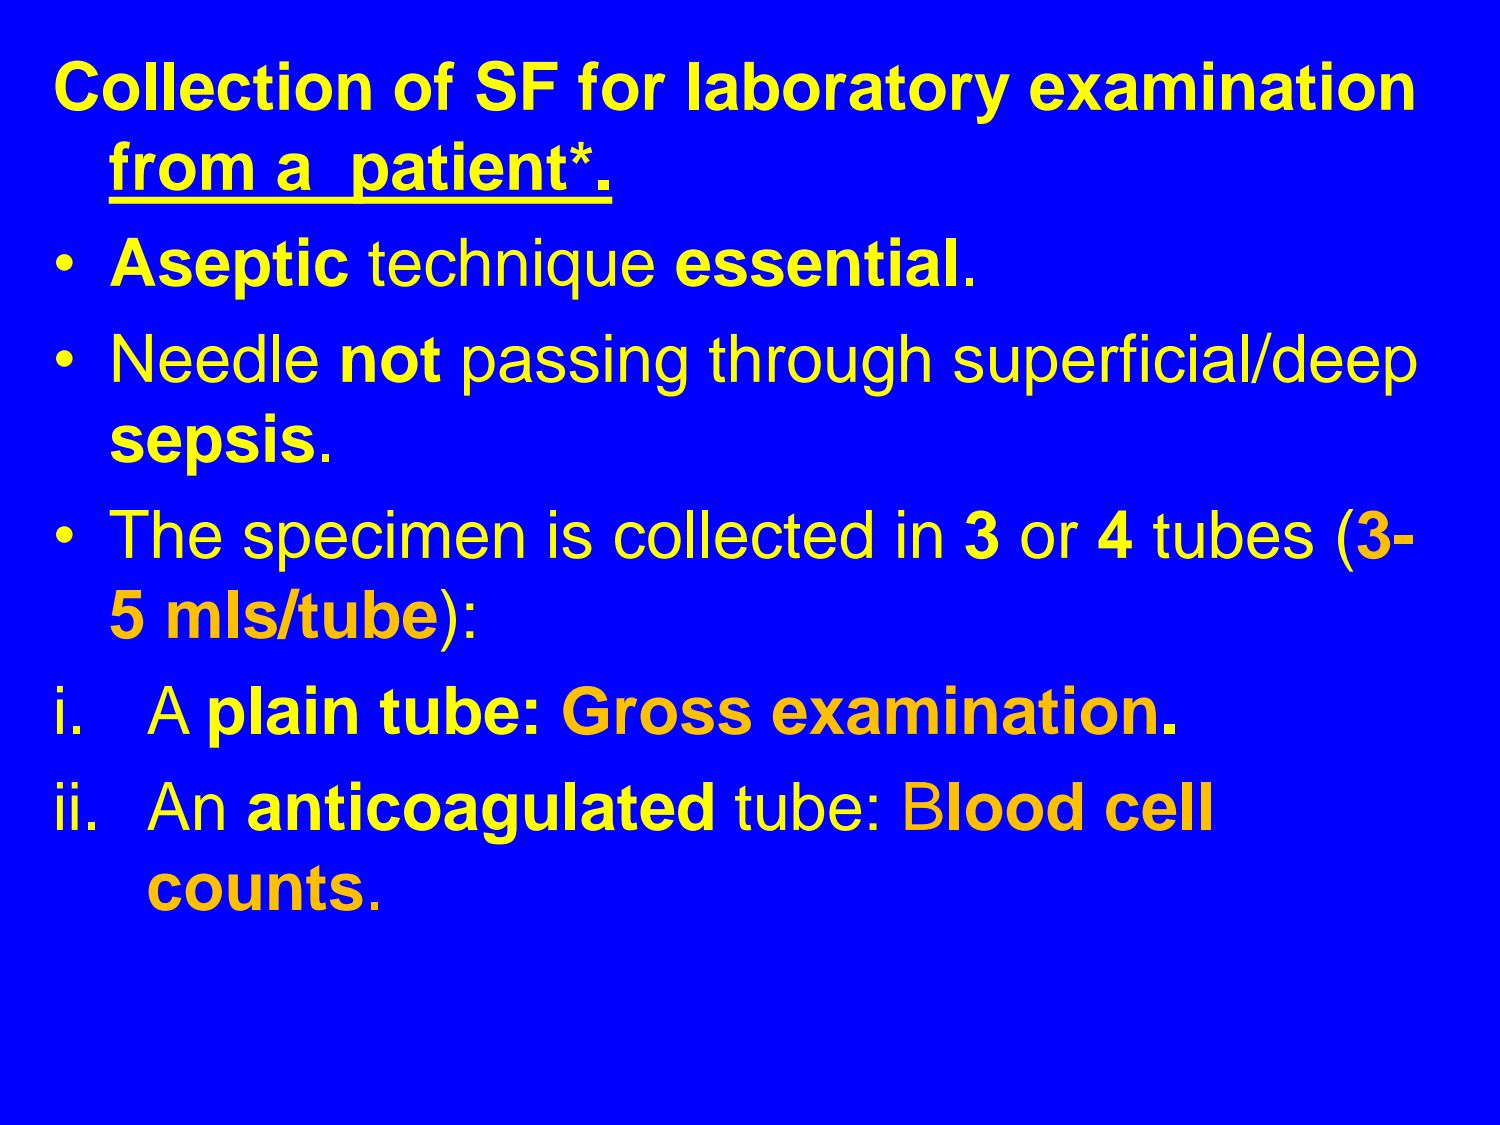 Collection of SF for laboratory examination
from a  patient*.
• Aseptic technique essential.
• Needle not passing through superficial/deep
sepsis.
• The specimen is collected in 3 or 4 tubes (3-
5 mls/tube):
i. A plain tube: Gross examination.
ii. An anticoagulated tube: Blood cell
counts.